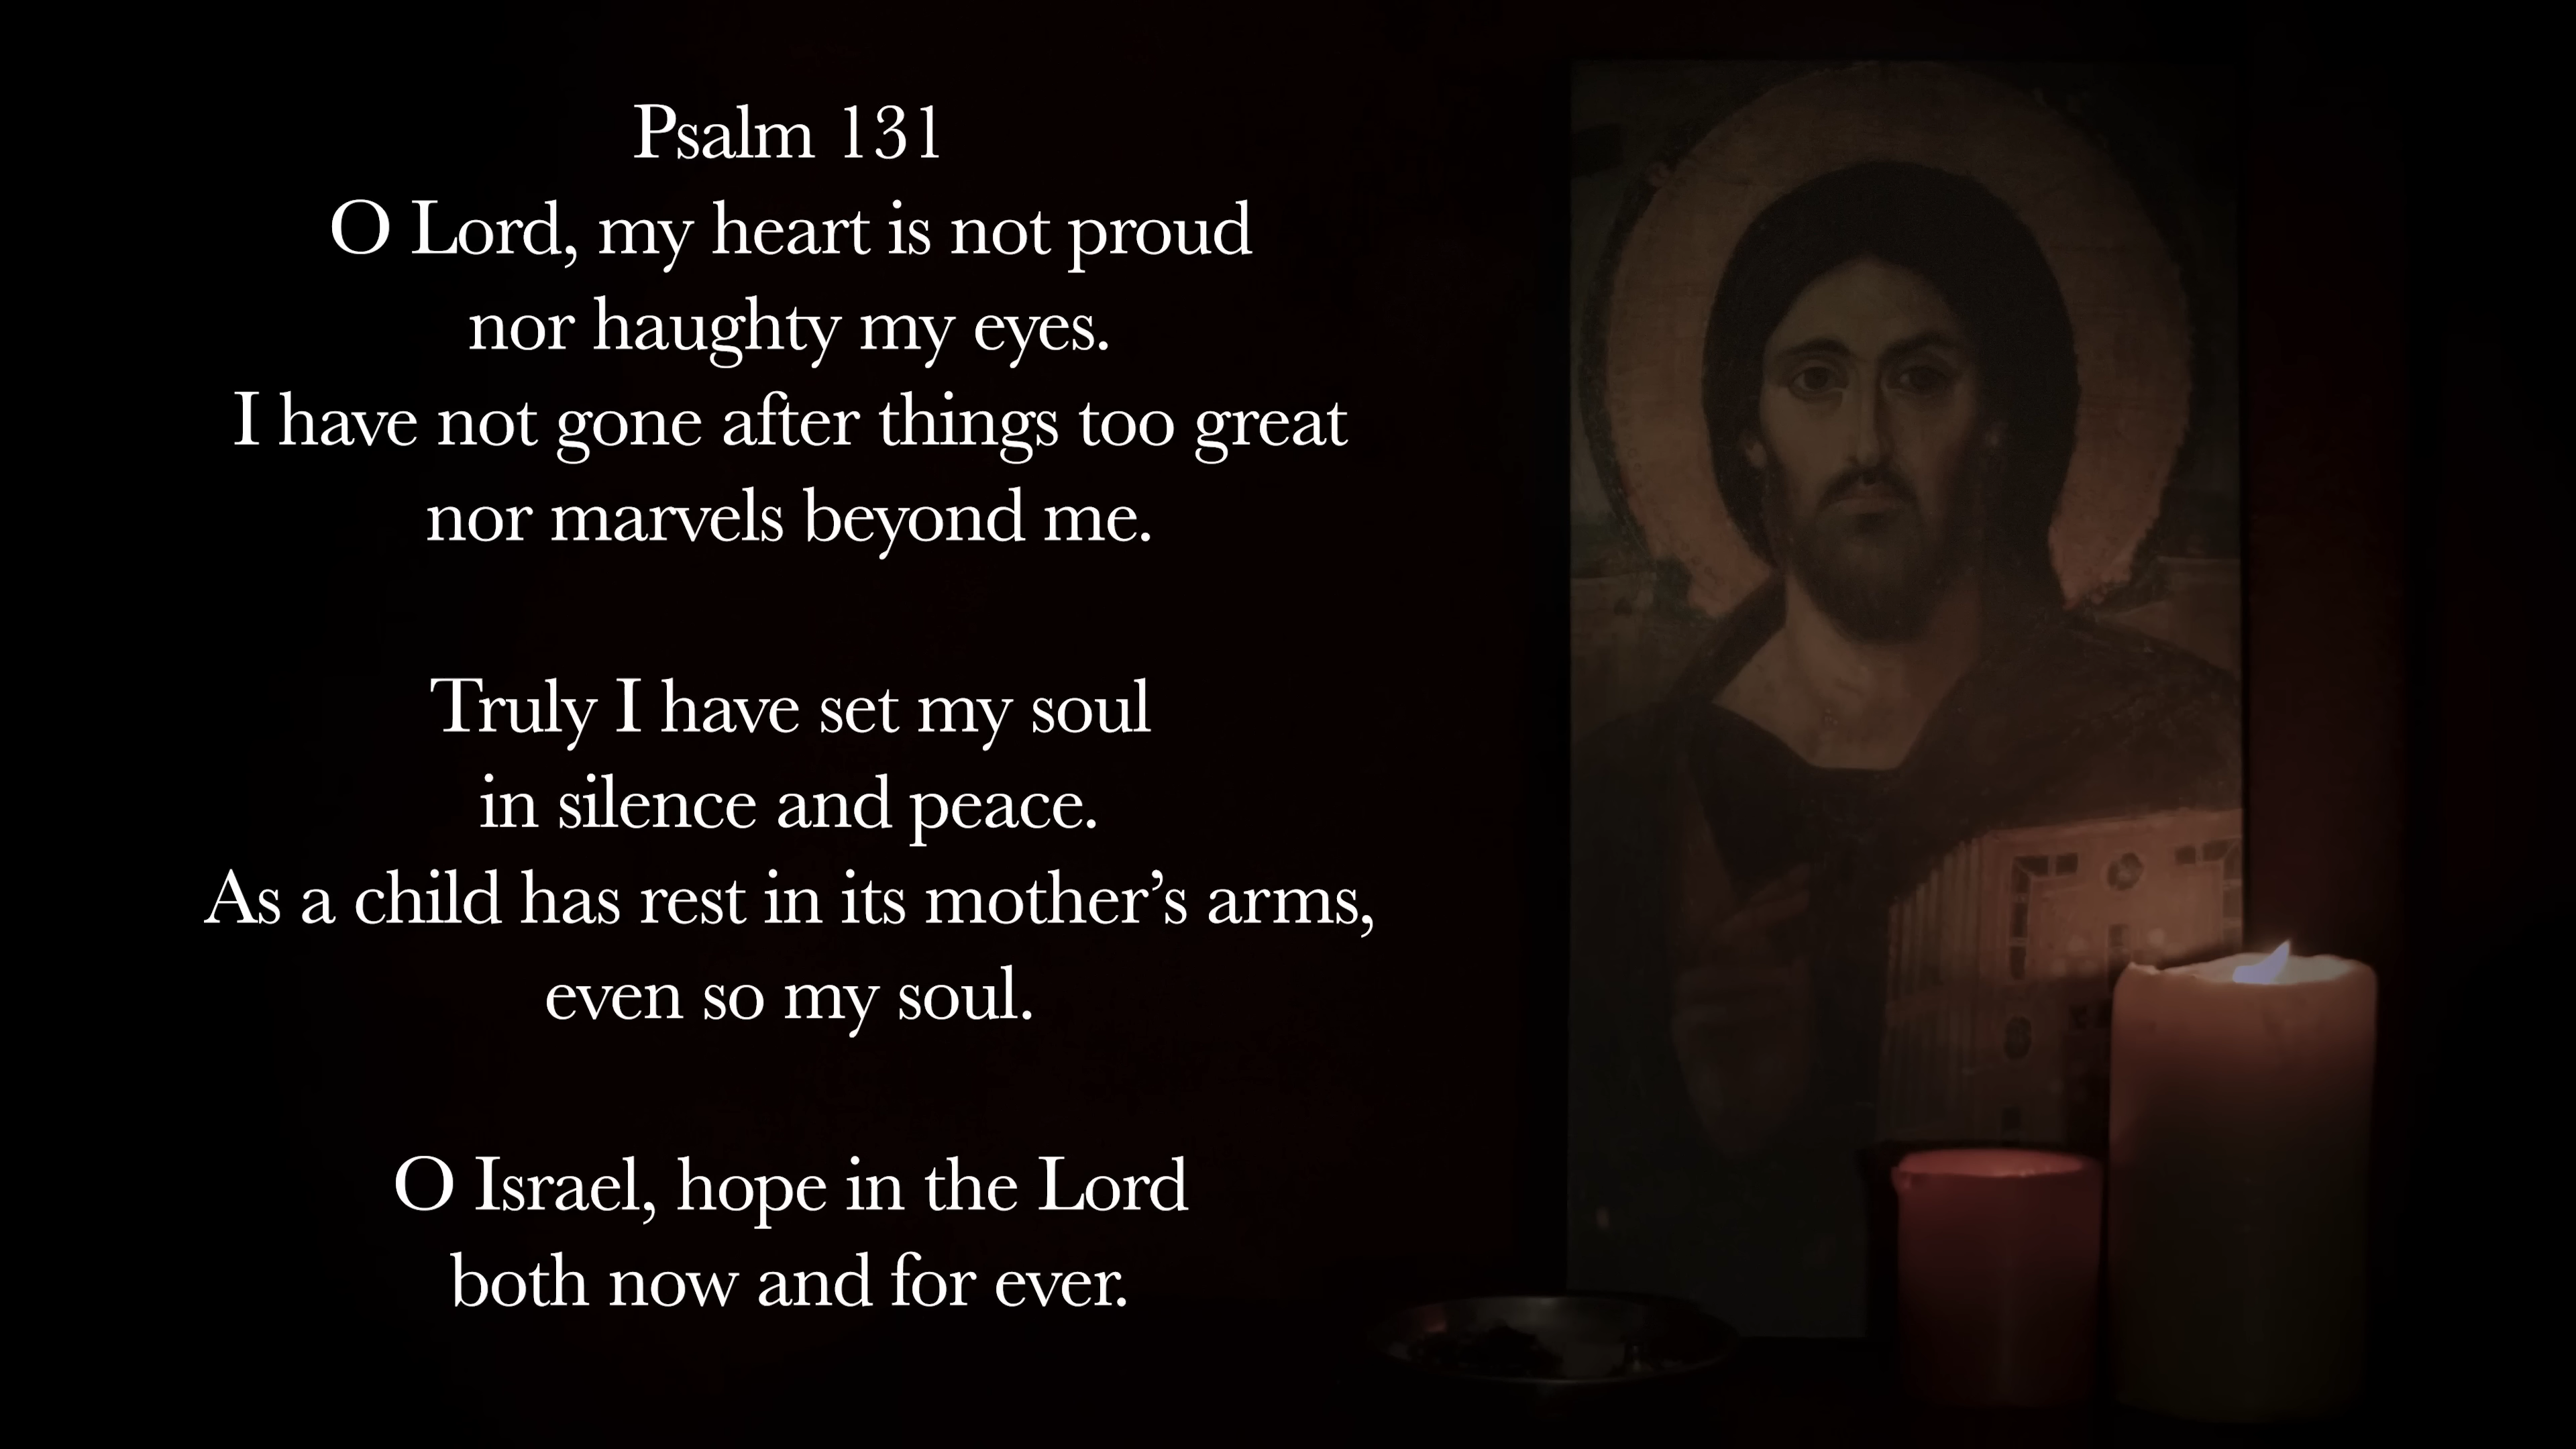 Psalm 131
O Lord, my heart is not proud
nor haughty my eyes.
I have not gone after things too great
nor marvels beyond me.
Truly I have set my soul
in silence and peace.
As a child has rest in its mother’s arms,
even so my soul.
O Israel, hope in the Lord
both now and for ever.